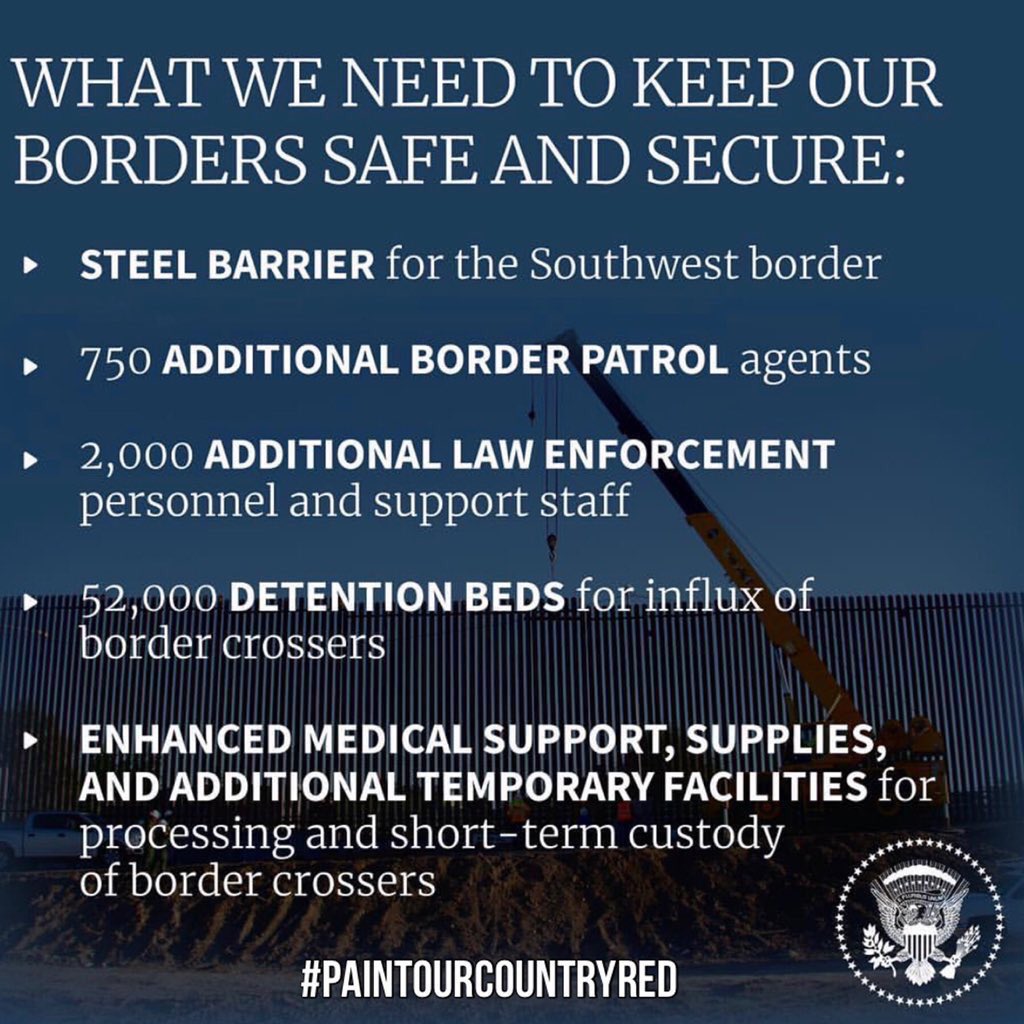 WHAT WE NEED TO KEEP OUR
BORDERS SAFE AND SECURE:
STEEL BARRIER for the Southwest border
750 ADDITIONAL BORDER PATROL agents
2,000 ADDITIONAL LAW ENFORCEMENT
personnel and support staff
52,000 DETENTION BEDS for influx of
border crossers
ENHANCED MEDICAL SUPPORT, SUPPLIES,
AND ADDITIONAL TEMPORARY FACILITIES for
processing and short-term custody
of border crossers
#PAINTOURCOUNTRYRED